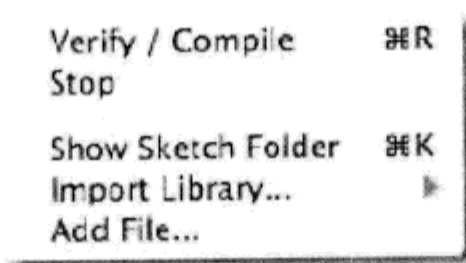 Verify / Compile ⌘R
Stop
Show Sketch Folder ⌘K
Import Library...
Add File...